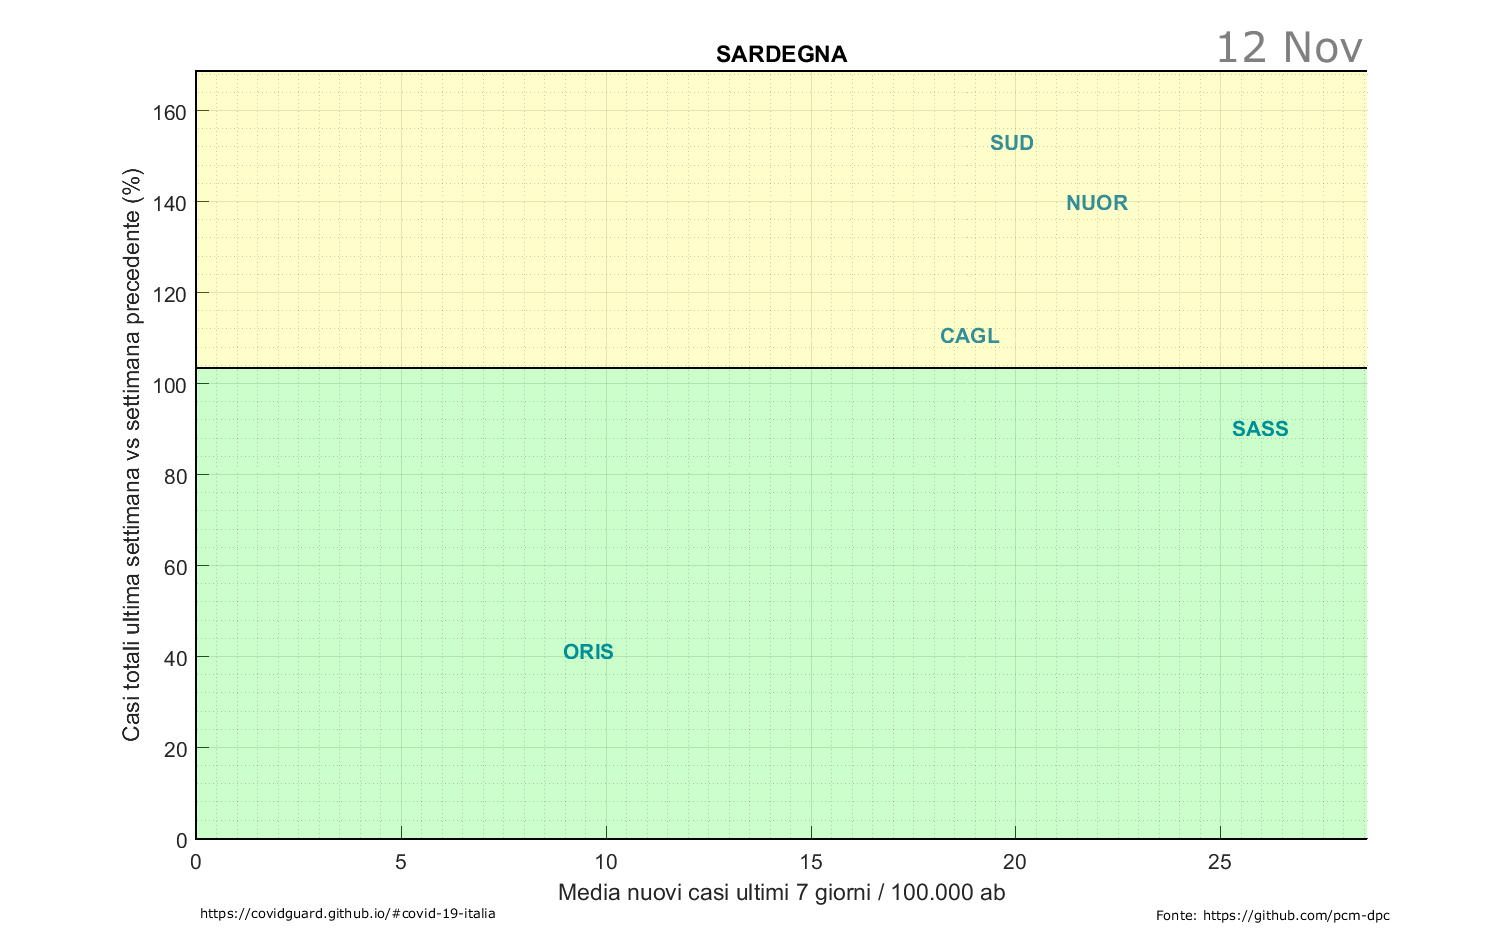 SARDEGNA
12 Nov
Casi totali ultima settimana vs settimana precedente (%)
160
140
120
100
80
60
40
20
0
SUD
NUOR
CAGL
SASS
ORIS
0 5 10 15 20 25
Media nuovi casi ultimi 7 giorni / 100.000 ab
https://covidguard.github.io/#covid-19-italia
Fonte: https://github.com/pcm-dpc